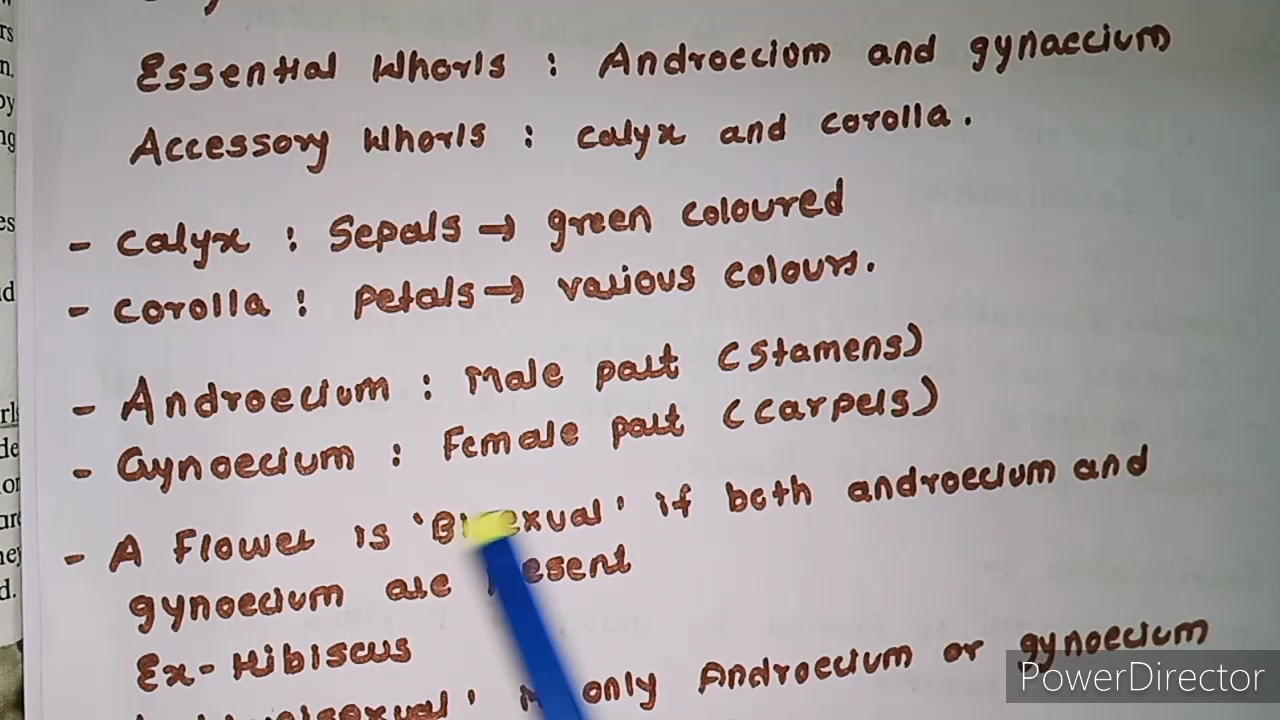 Essential Whorls : Androecium and gynaecium
Accessory Whorls : calyx and corolla.
- Calyx : Sepals → green coloured
- Corolla : Petals → various colours.
- Androecium : Male part (Stamens)
- Gynoecium : Female part (Carpels)
- A Flower is 'Bisexual' if both androecium and
gynoecium are present
Ex- Hibiscus
only Androecium or gynoecium
PowerDirector